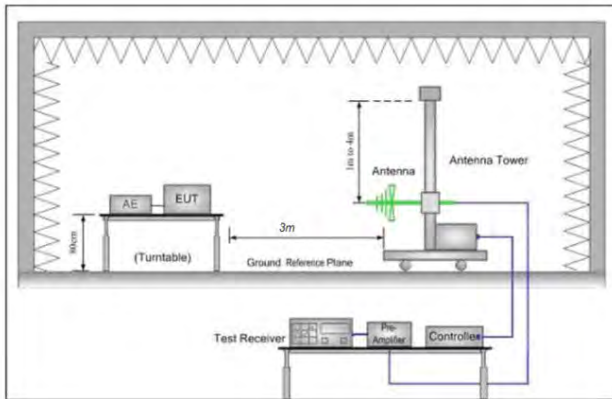 1m to 4m
Antenna
Antenna Tower
AE
EUT
80cm
(Turntable)
3m
Ground Reference Plane
Test Receiver
Pre-
Amplifier
Controller